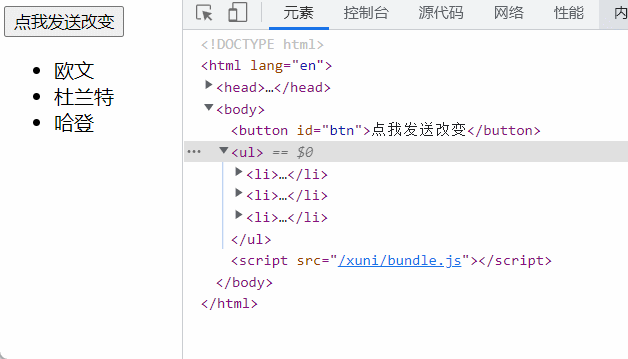 点我发送改变
欧文
杜兰特
哈登
元素 控制台 源代码 网络 性能 内
<!DOCTYPE html>
<html lang="en">
<head>…</head>
<body>
<button id="btn">点我发送改变</button>
… <ul> == $0
<li>…</li>
<li>…</li>
<li>…</li>
</ul>
<script src="/xuni/bundle.js"></script>
</body>
</html>